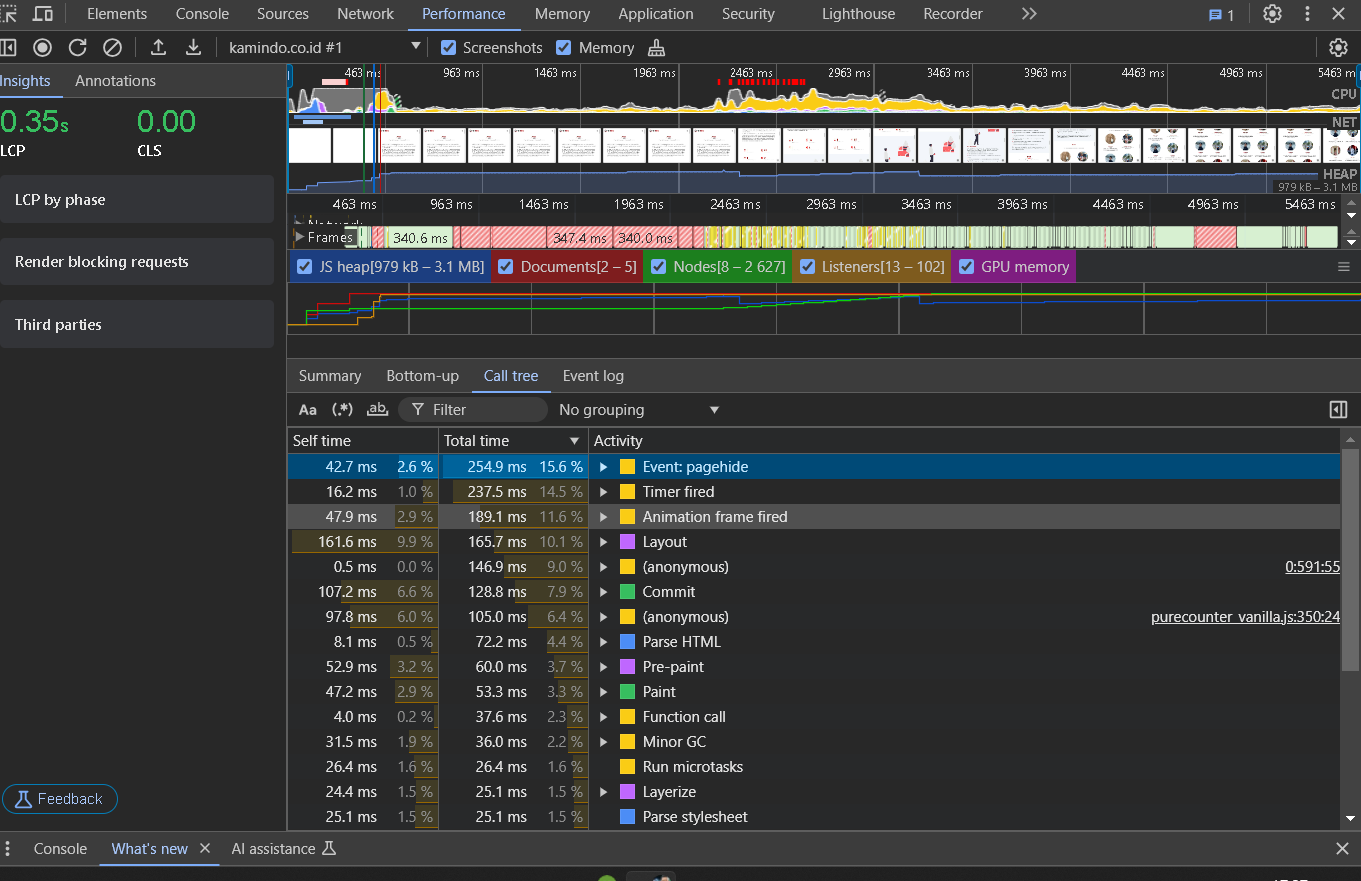 Elements Console Sources Network Performance Memory Application Security Lighthouse Recorder 1
kamindo.co.id #1 Screenshots Memory
Insights Annotations
0.35s 0.00
LCP CLS
LCP by phase
Render blocking requests
Third parties
Feedback
463 ms 963 ms 1463 ms 1963 ms 2463 ms 2963 ms 3463 ms 3963 ms 4463 ms 4963 ms 5463 m
CPU
NET
HEAP
979 kB – 3.1 MB
463 ms 963 ms 1463 ms 1963 ms 2463 ms 2963 ms 3463 ms 3963 ms 4463 ms 4963 ms 5463 ms
Network
Frames 340.6 ms 347.4 ms 340.0 ms
JS heap[979 kB – 3.1 MB] Documents[2 – 5] Nodes[8 – 2 627] Listeners[13 – 102] GPU memory
Summary Bottom-up Call tree Event log
Aa (.*) ab Filter No grouping
Self time Total time Activity
42.7 ms 2.6 % 254.9 ms 15.6 % Event: pagehide
16.2 ms 1.0 % 237.5 ms 14.5 % Timer fired
47.9 ms 2.9 % 189.1 ms 11.6 % Animation frame fired
161.6 ms 9.9 % 165.7 ms 10.1 % Layout
0.5 ms 0.0 % 146.9 ms 9.0 % (anonymous) 0:591:55
107.2 ms 6.6 % 128.8 ms 7.9 % Commit
97.8 ms 6.0 % 105.0 ms 6.4 % (anonymous) purecounter_vanilla.js:350:24
8.1 ms 0.5 % 72.2 ms 4.4 % Parse HTML
52.9 ms 3.2 % 60.0 ms 3.7 % Pre-paint
47.2 ms 2.9 % 53.3 ms 3.3 % Paint
4.0 ms 0.2 % 37.6 ms 2.3 % Function call
31.5 ms 1.9 % 36.0 ms 2.2 % Minor GC
26.4 ms 1.6 % 26.4 ms 1.6 % Run microtasks
24.4 ms 1.5 % 25.1 ms 1.5 % Layerize
25.1 ms 1.5 % 25.1 ms 1.5 % Parse stylesheet
Console What's new AI assistance